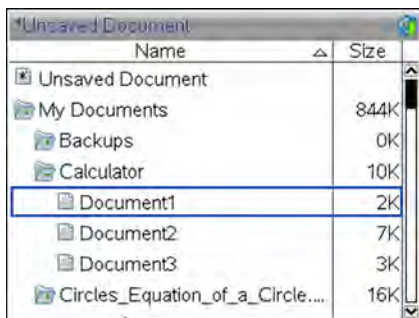 *Unsaved Document
Name Size
Unsaved Document
My Documents 844K
Backups 0K
Calculator 10K
Document1 2K
Document2 7K
Document3 3K
Circles_Equation_of_a_Circle.... 16K